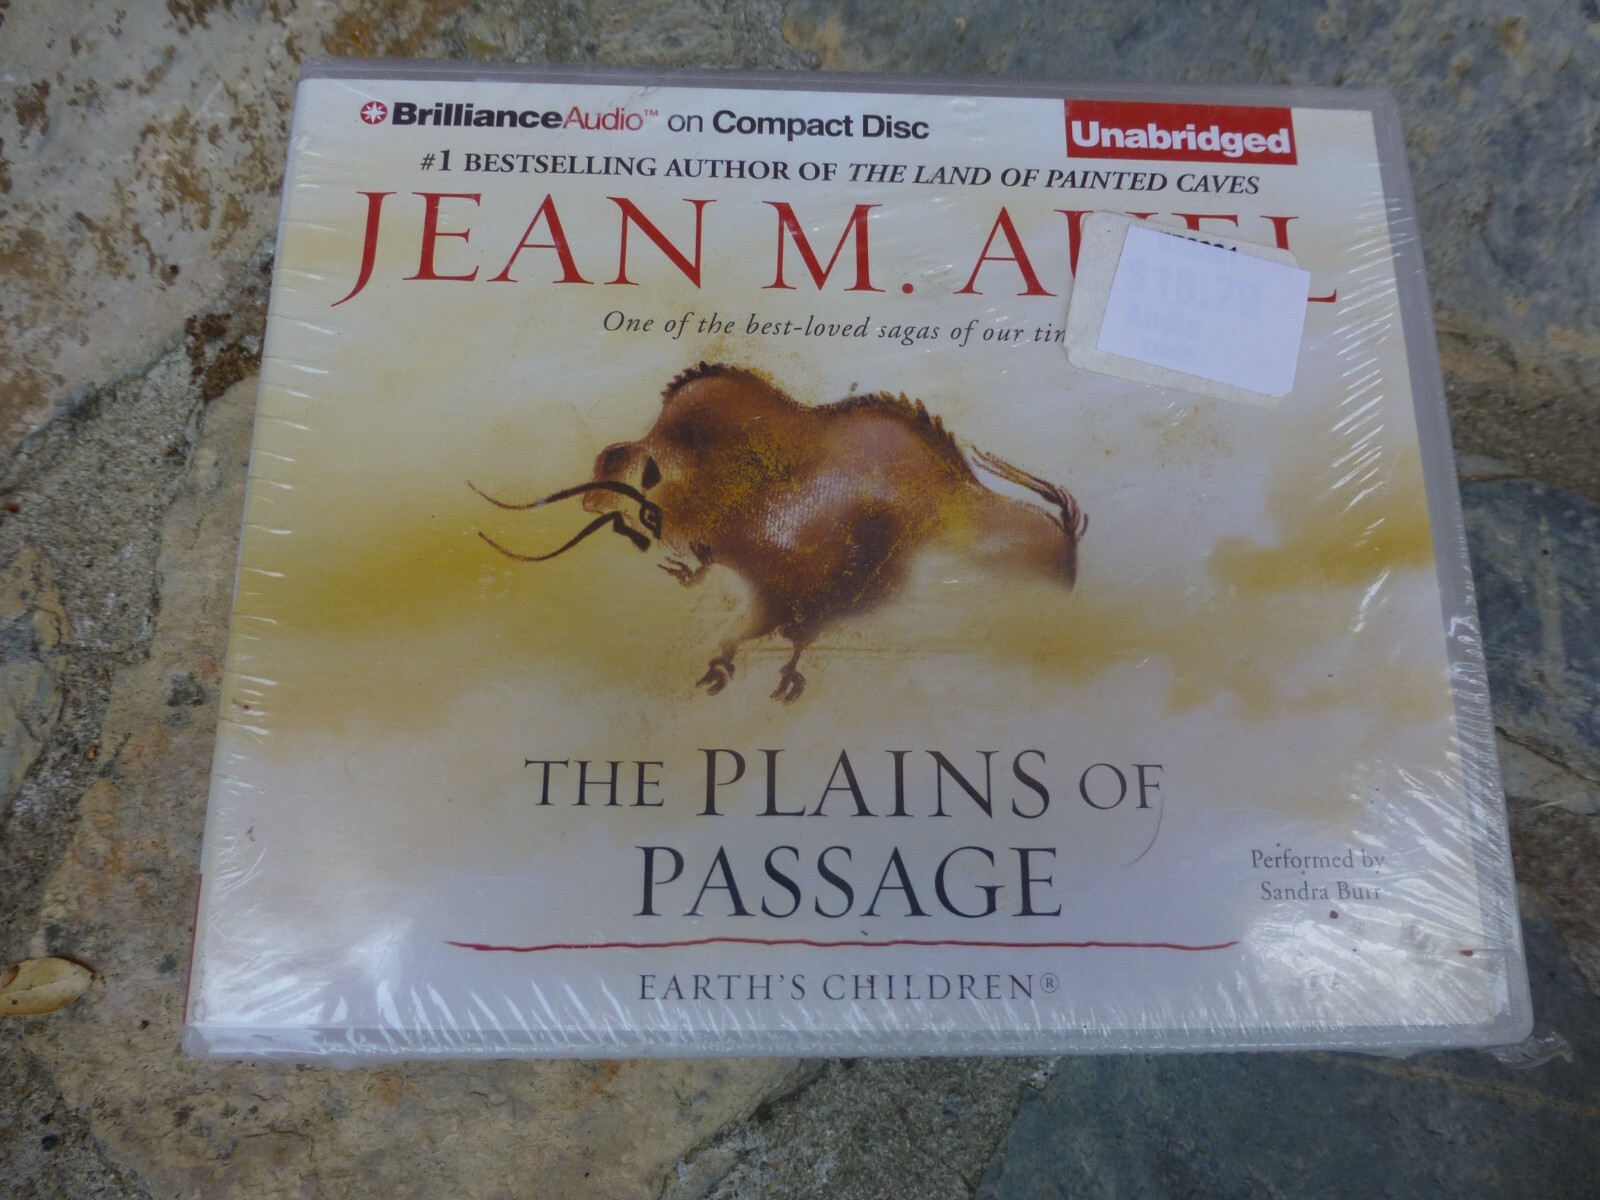 BrillianceAudio™ on Compact Disc
Unabridged
#1 BESTSELLING AUTHOR OF THE LAND OF PAINTED CAVES
JEAN M. AUEL
One of the best-loved sagas of our
THE PLAINS OF
PASSAGE
Performed by
Sandra Burr
EARTH'S CHILDREN®